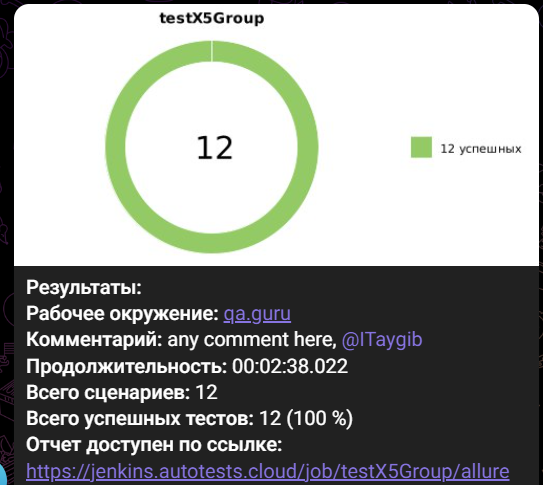 testX5Group
12
12 успешных
Результаты:
Рабочее окружение: qa.guru
Комментарий: any comment here, @ITaygib
Продолжительность: 00:02:38.022
Всего сценариев: 12
Всего успешных тестов: 12 (100 %)
Отчет доступен по ссылке:
https://jenkins.autotests.cloud/job/testX5Group/allure